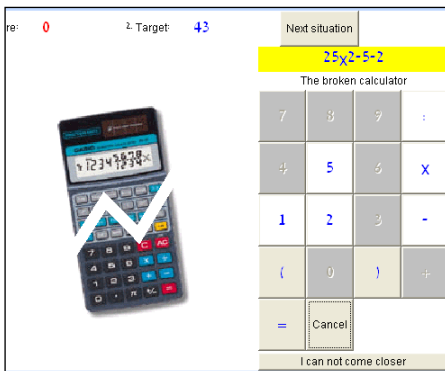 re: 0 2. Target: 43 Next situation
25x2-5-2
The broken calculator
7 8 9 :
4 5 6 x
1 2 3 -
( 0 ) +
= Cancel
I can not come closer